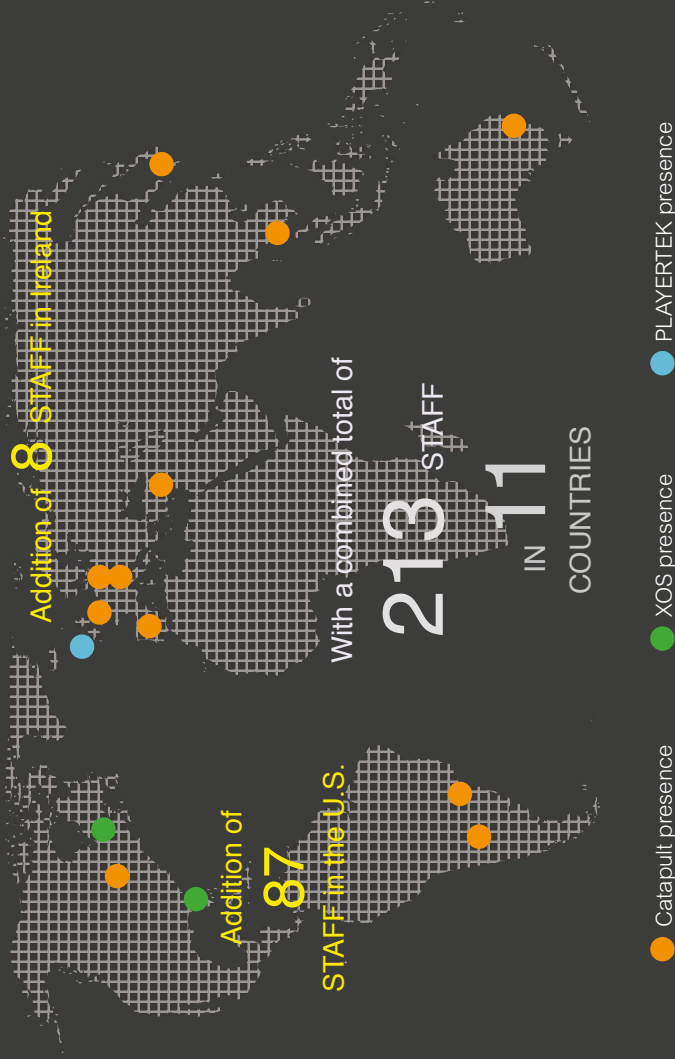 Addition of 8 STAFF in Ireland
Addition of
87
STAFF in the U.S.
With a combined total of
213 STAFF
IN 11
COUNTRIES
Catapult presence
XOS presence
PLAYERTEK presence